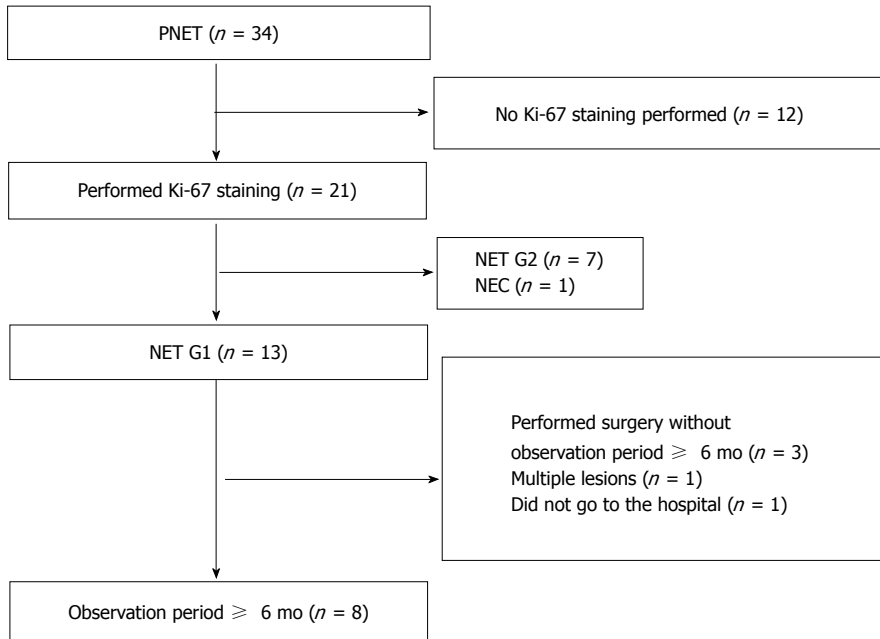 PNET (n = 34)
No Ki-67 staining performed (n = 12)
Performed Ki-67 staining (n = 21)
NET G2 (n = 7)
NEC (n = 1)
NET G1 (n = 13)
Performed surgery without
observation period ≥ 6 mo (n = 3)
Multiple lesions (n = 1)
Did not go to the hospital (n = 1)
Observation period ≥ 6 mo (n = 8)